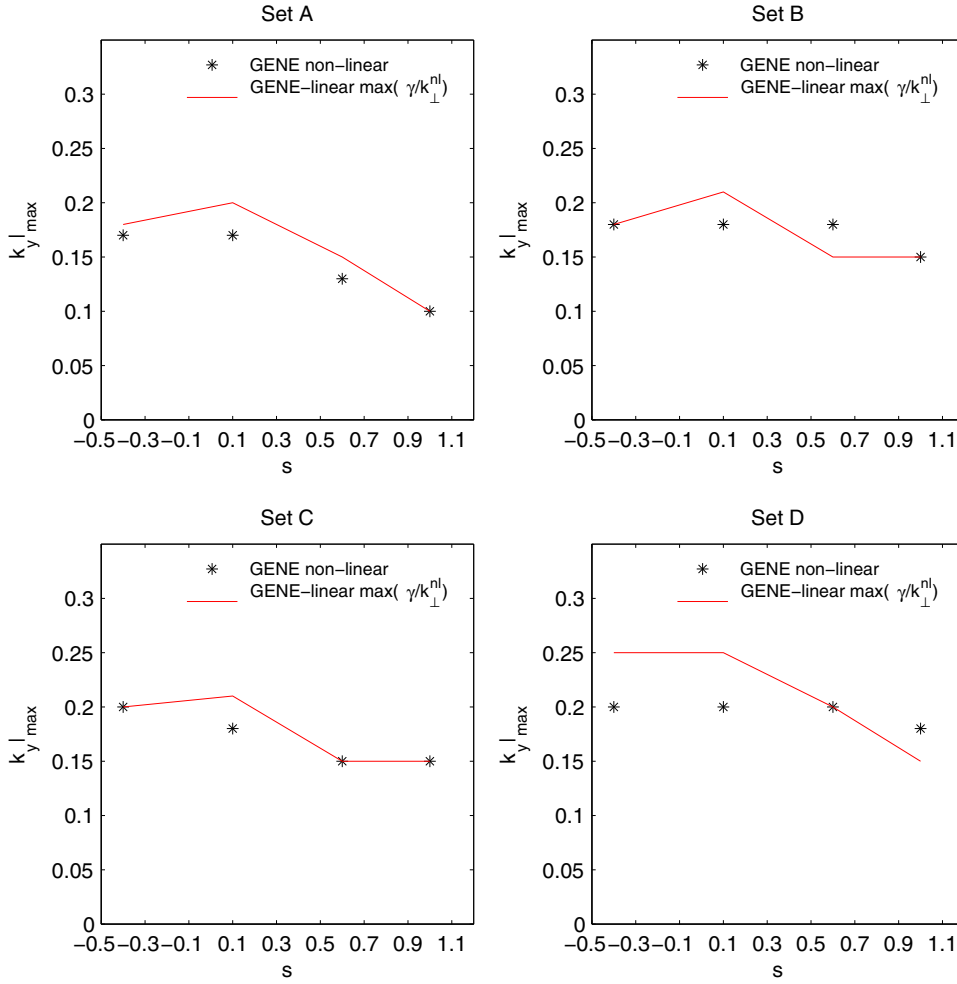 Set A
GENE non-linear
GENE-linear max( γ/k⊥^nl)
0.3
0.25
0.2
0.15
0.1
0.05
0
k_y|_max
−0.5 −0.3 −0.1 0.1 0.3 0.5 0.7 0.9 1.1
s
Set B
GENE non-linear
GENE-linear max( γ/k⊥^nl)
0.3
0.25
0.2
0.15
0.1
0.05
0
k_y|_max
−0.5 −0.3 −0.1 0.1 0.3 0.5 0.7 0.9 1.1
s
Set C
GENE non-linear
GENE-linear max( γ/k⊥^nl)
0.3
0.25
0.2
0.15
0.1
0.05
0
k_y|_max
−0.5 −0.3 −0.1 0.1 0.3 0.5 0.7 0.9 1.1
s
Set D
GENE non-linear
GENE-linear max( γ/k⊥^nl)
0.3
0.25
0.2
0.15
0.1
0.05
0
k_y|_max
−0.5 −0.3 −0.1 0.1 0.3 0.5 0.7 0.9 1.1
s